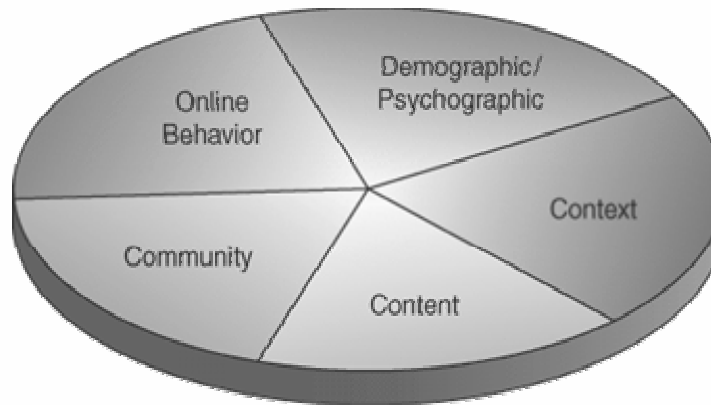 Demographic/
Psychographic
Online
Behavior
Context
Community
Content